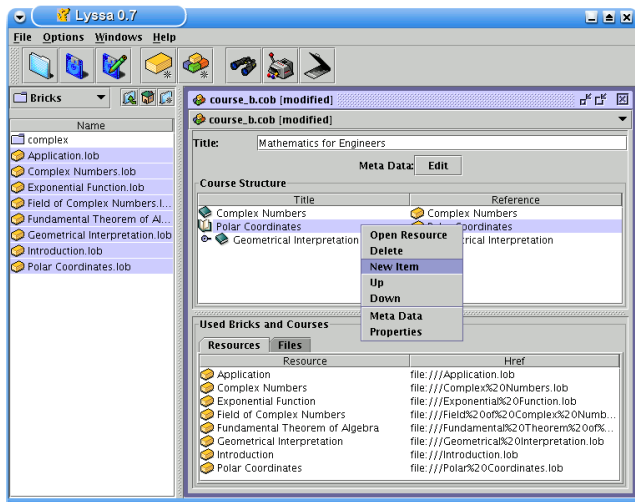 Lyssa 0.7
File Options Windows Help
Bricks
Name
complex
Application.lob
Complex Numbers.lob
Exponential Function.lob
Field of Complex Numbers.l...
Fundamental Theorem of Al...
Geometrical Interpretation.lob
Introduction.lob
Polar Coordinates.lob
course_b.cob [modified]
course_b.cob [modified]
Title: Mathematics for Engineers
Meta Data: Edit
Course Structure
Title Reference
Complex Numbers Complex Numbers
Polar Coordinates Coordinates
Geometrical Interpretation Interpretation
Open Resource
Delete
New Item
Up
Down
Meta Data
Properties
Used Bricks and Courses
Resources Files
Resource Href
Application file:///Application.lob
Complex Numbers file:///Complex%20Numbers.lob
Exponential Function file:///Exponential%20Function.lob
Field of Complex Numbers file:///Field%20of%20Complex%20Numb...
Fundamental Theorem of Algebra file:///Fundamental%20Theorem%20of%...
Geometrical Interpretation file:///Geometrical%20Interpretation.lob
Introduction file:///Introduction.lob
Polar Coordinates file:///Polar%20Coordinates.lob